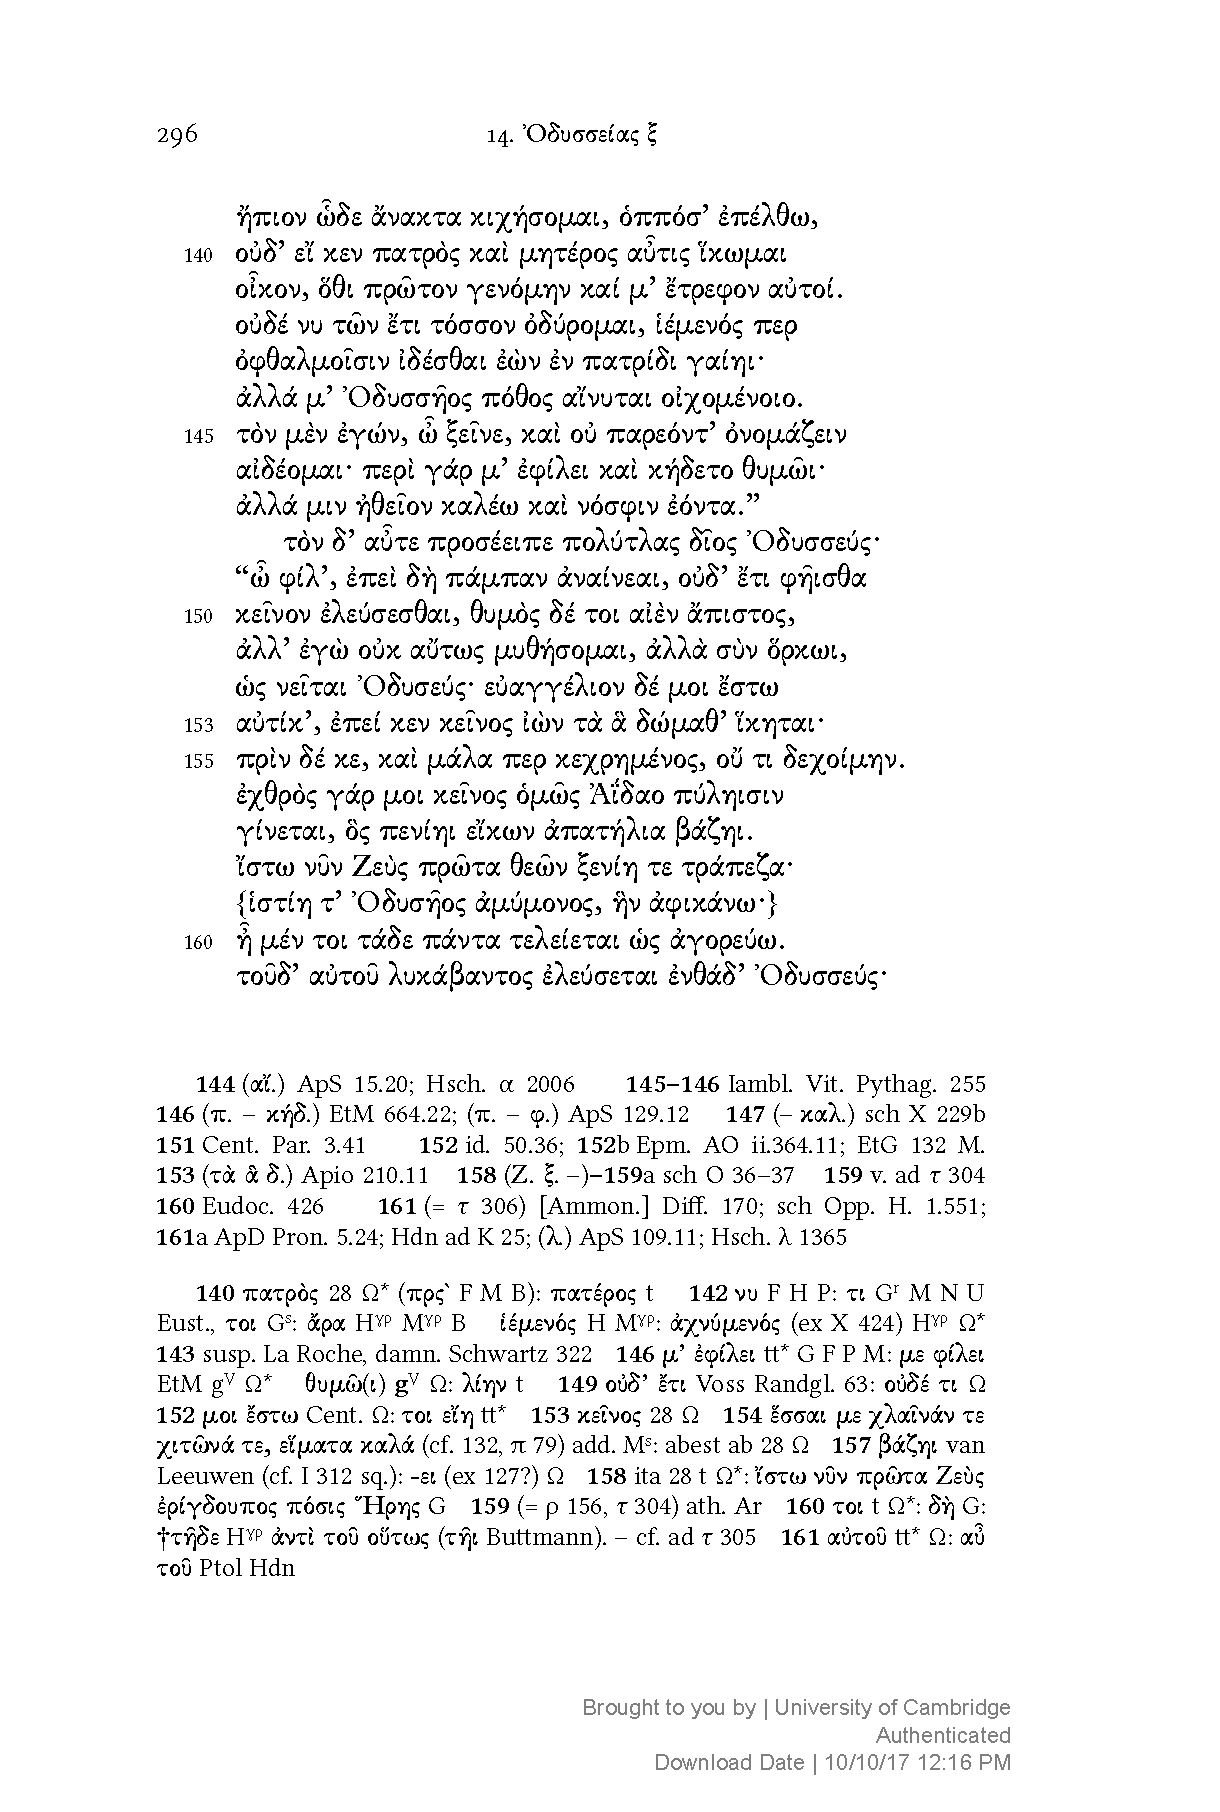 296 14. Ὀδυσσείας ξ
ἤπιον ὧδε ἄνακτα κιχήσομαι, ὁππόσ’ ἐπέλθω,
140 οὐδ’ εἴ κεν πατρὸς καὶ μητέρος αὖτις ἵκωμαι
οἶκον, ὅθι πρῶτον γενόμην καί μ’ ἔτρεφον αὐτοί.
οὐδέ νυ τῶν ἔτι τόσσον ὀδύρομαι, ἱέμενός περ
ὀφθαλμοῖσιν ἰδέσθαι ἐὼν ἐν πατρίδι γαίηι·
ἀλλά μ’ Ὀδυσσῆος πόθος αἴνυται οἰχομένοιο.
145 τὸν μὲν ἐγών, ὦ ξεῖνε, καὶ οὐ παρεόντ’ ὀνομάζειν
αἰδέομαι· περὶ γάρ μ’ ἐφίλει καὶ κήδετο θυμῶι·
ἀλλά μιν ἠθεῖον καλέω καὶ νόσφιν ἐόντα.”
τὸν δ’ αὖτε προσέειπε πολύτλας δῖος Ὀδυσσεύς·
“ὦ φίλ’, ἐπεὶ δὴ πάμπαν ἀναίνεαι, οὐδ’ ἔτι φῆισθα
150 κεῖνον ἐλεύσεσθαι, θυμὸς δέ τοι αἰὲν ἄπιστος,
ἀλλ’ ἐγὼ οὐκ αὔτως μυθήσομαι, ἀλλὰ σὺν ὅρκωι,
ὡς νεῖται Ὀδυσεύς· εὐαγγέλιον δέ μοι ἔστω
153 αὐτίκ’, ἐπεί κεν κεῖνος ἰὼν τὰ ἃ δώμαθ’ ἵκηται·
155 πρὶν δέ κε, καὶ μάλα περ κεχρημένος, οὔ τι δεχοίμην.
ἐχθρὸς γάρ μοι κεῖνος ὁμῶς Ἀΐδαο πύληισιν
γίνεται, ὃς πενίηι εἴκων ἀπατήλια βάζηι.
ἴστω νῦν Ζεὺς πρῶτα θεῶν ξενίη τε τράπεζα·
{ἱστίη τ’ Ὀδυσῆος ἀμύμονος, ἣν ἀφικάνω·}
160 ἦ μέν τοι τάδε πάντα τελείεται ὡς ἀγορεύω.
τοῦδ’ αὐτοῦ λυκάβαντος ἐλεύσεται ἐνθάδ’ Ὀδυσσεύς·
144 (αἴ.) ApS 15.20; Hsch. α 2006 145–146 Iambl. Vit. Pythag. 255
146 (π. – κήδ.) EtM 664.22; (π. – φ.) ApS 129.12 147 (– καλ.) sch X 229b
151 Cent. Par. 3.41 152 id. 50.36; 152b Epm. AO ii.364.11; EtG 132 M.
153 (τὰ ἃ δ.) Apio 210.11 158 (Z. ξ. –)–159a sch O 36–37 159 v. ad τ 304
160 Eudoc. 426 161 (= τ 306) [Ammon.] Diff. 170; sch Opp. H. 1.551;
161a ApD Pron. 5.24; Hdn ad K 25; (λ.) ApS 109.11; Hsch. λ 1365
140 πατρὸς 28 Ω* (πρς` F M B): πατέρος t 142 νυ F H P: τι Gʳ M N U
Eust., τοι Gˢ: ἄρα Hᵞᵖ Mᵞᵖ B ἱέμενός H Mᵞᵖ: ἀχνύμενός (ex X 424) Hᵞᵖ Ω*
143 susp. La Roche, damn. Schwartz 322 146 μ’ ἐφίλει tt* G F P M: με φίλει
EtM gⱽ Ω* θυμῶ(ι) gⱽ Ω: λίην t 149 οὐδ’ ἔτι Voss Randgl. 63: οὐδέ τι Ω
152 μοι ἔστω Cent. Ω: τοι εἴη tt* 153 κεῖνος 28 Ω 154 ἕσσαι με χλαῖνάν τε
χιτῶνά τε, εἵματα καλά (cf. 132, π 79) add. Mˢ: abest ab 28 Ω 157 βάζηι van
Leeuwen (cf. I 312 sq.): -ει (ex 127?) Ω 158 ita 28 t Ω*: ἴστω νῦν πρῶτα Ζεὺς
ἐρίγδουπος πόσις Ἥρης G 159 (= ρ 156, τ 304) ath. Ar 160 τοι t Ω*: δὴ G:
†τῆδε Hᵞᵖ ἀντὶ τοῦ οὕτως (τῆι Buttmann). – cf. ad τ 305 161 αὐτοῦ tt* Ω: αὖ
τοῦ Ptol Hdn
Brought to you by | University of Cambridge
Authenticated
Download Date | 10/10/17 12:16 PM